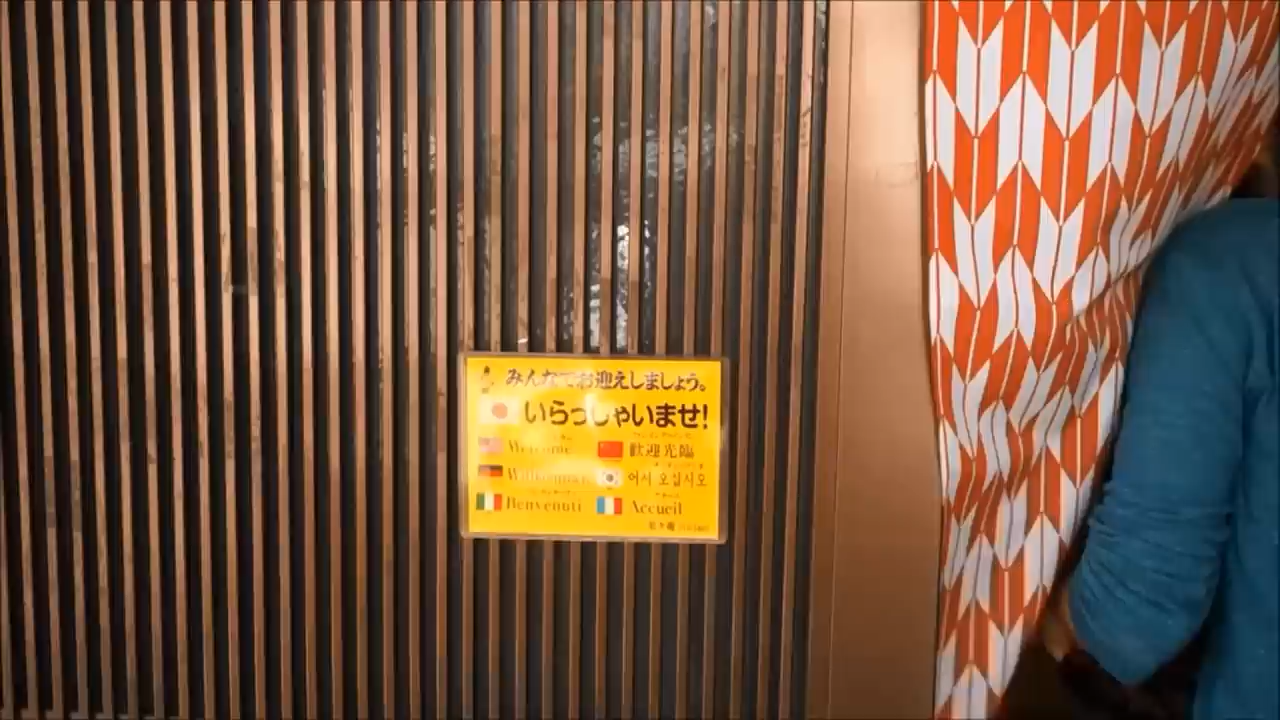 みんなでお迎えしましょう。
いらっしゃいませ!
Welcome 歓迎光臨
Willkommen 어서 오십시오
Benvenuti Accueil